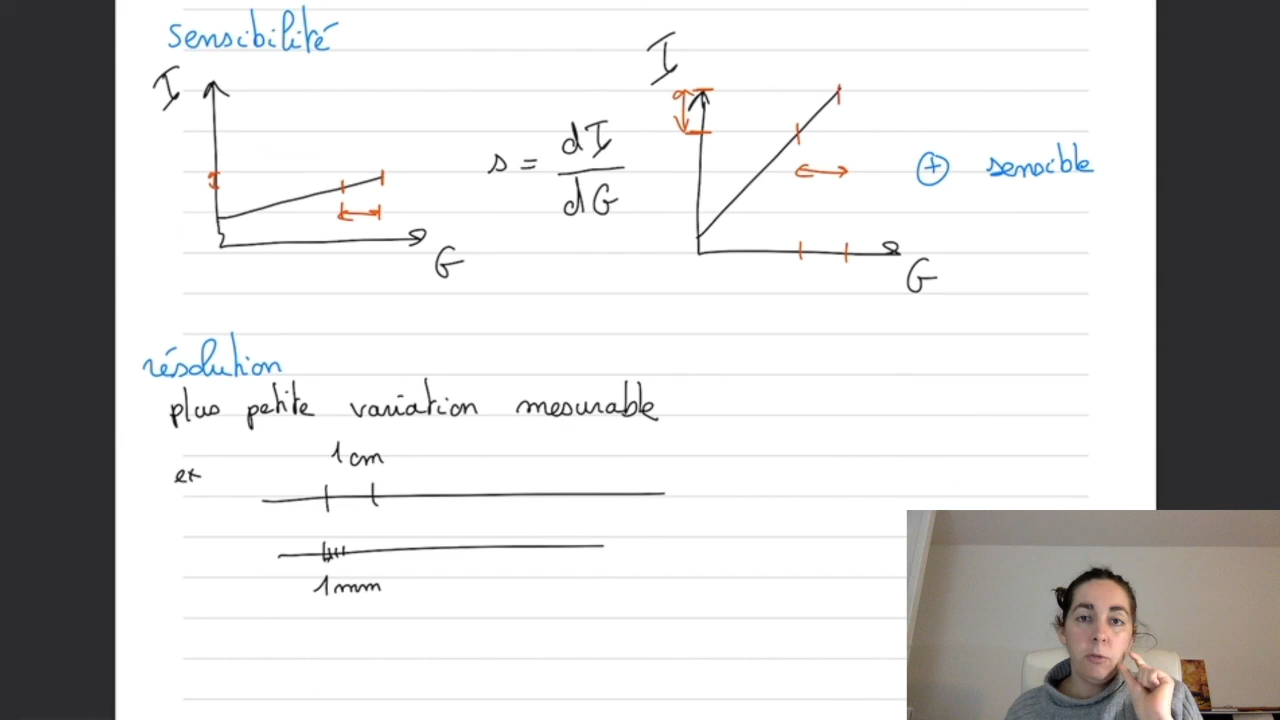 sensibilité
I
G
s = dI / dG
I
G
⊕ sensible
résolution
plus petite variation mesurable
1 cm
ex
1 mm